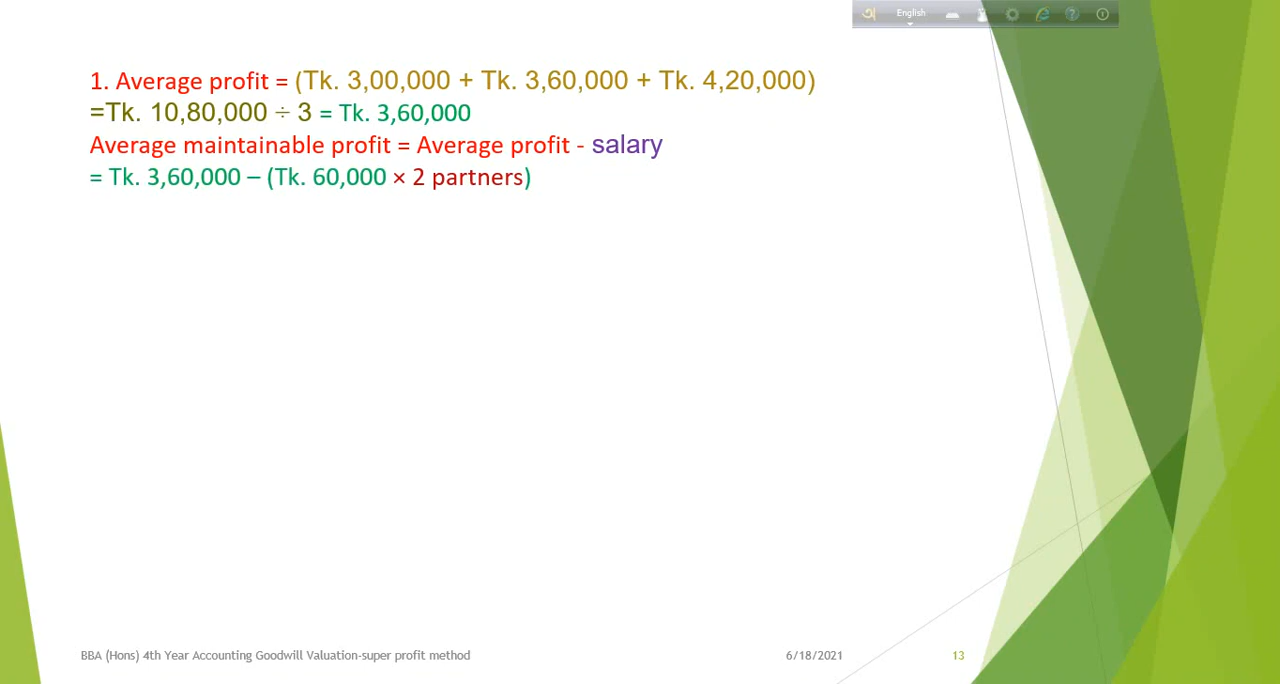 অ English
1. Average profit = (Tk. 3,00,000 + Tk. 3,60,000 + Tk. 4,20,000)
=Tk. 10,80,000 ÷ 3 = Tk. 3,60,000
Average maintainable profit = Average profit - salary
= Tk. 3,60,000 – (Tk. 60,000 × 2 partners)
BBA (Hons) 4th Year Accounting Goodwill Valuation-super profit method 6/18/2021 13